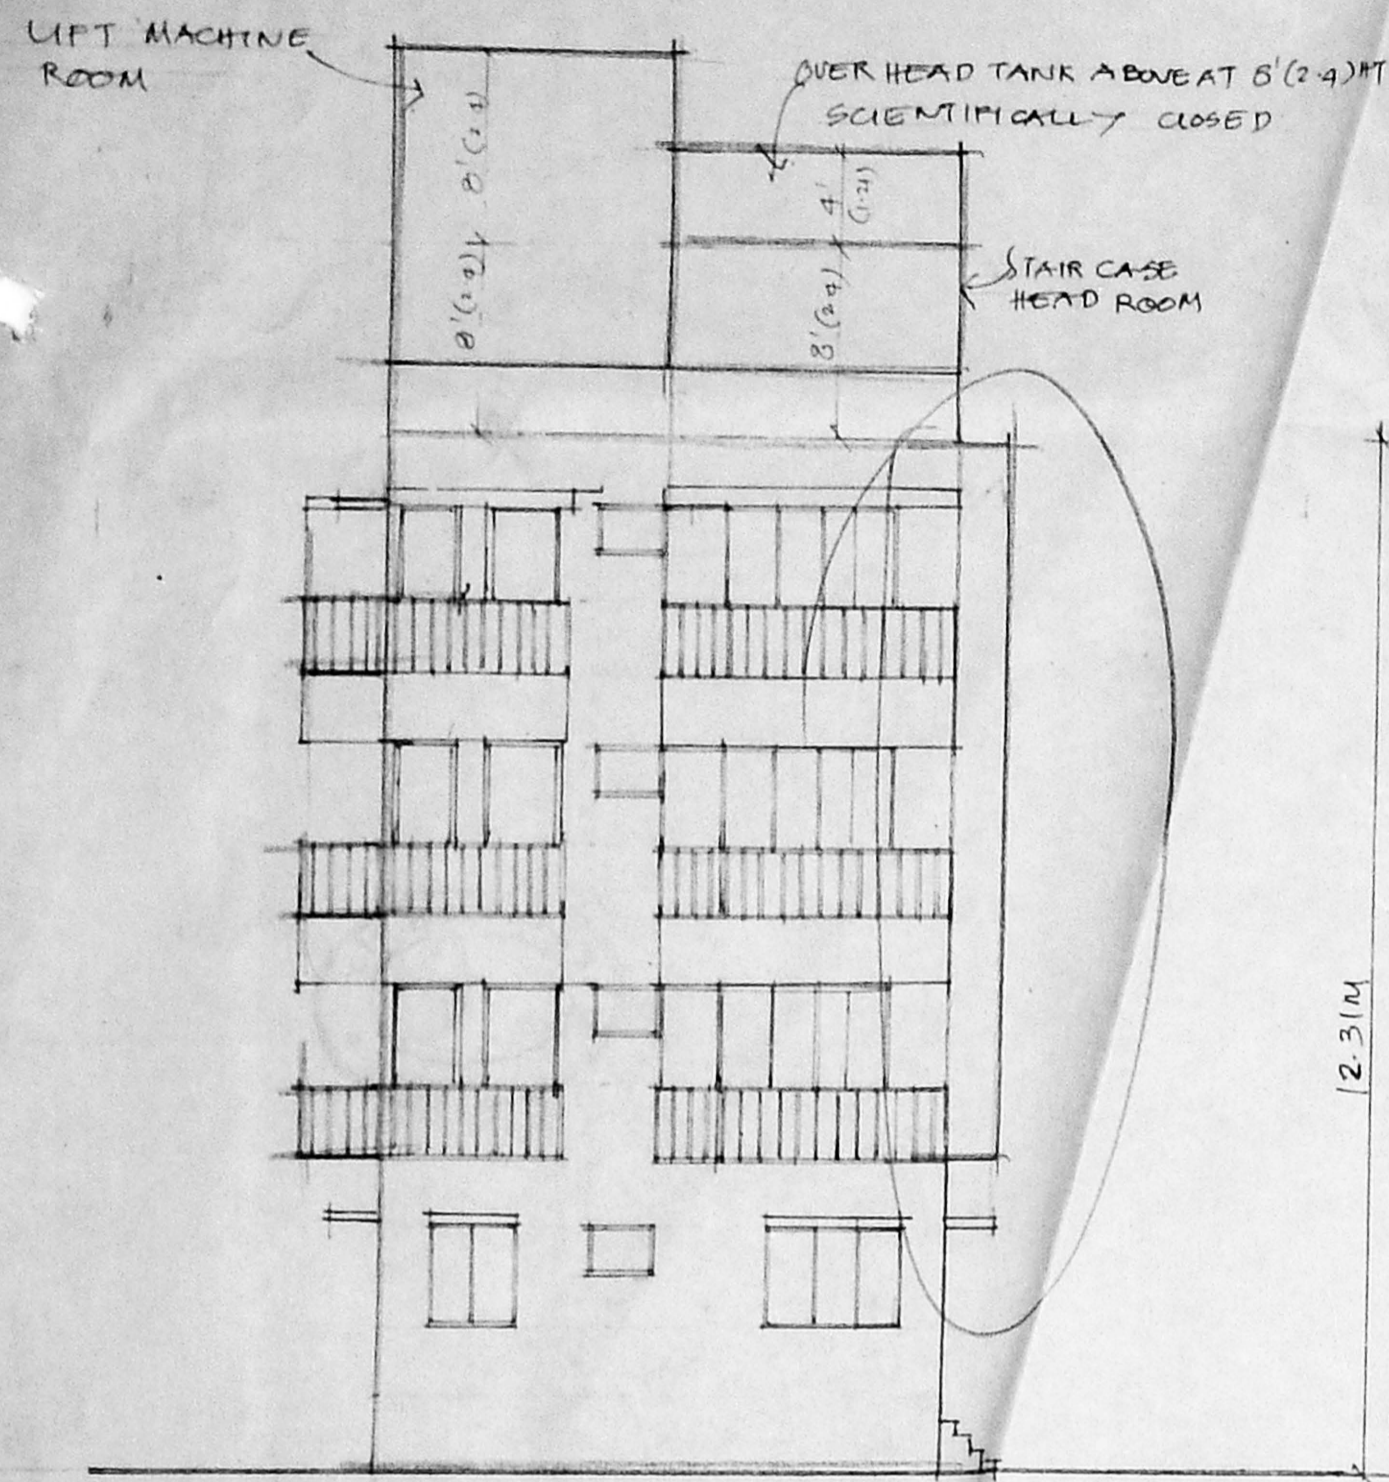 LIFT MACHINE
ROOM
OVER HEAD TANK ABOVE AT 8'(2.4) HT
SCIENTIFICALLY CLOSED
8'(2.4)
4'
(1.21)
8'(2.4)
8'(2.4)
STAIR CASE
HEAD ROOM
12.31M